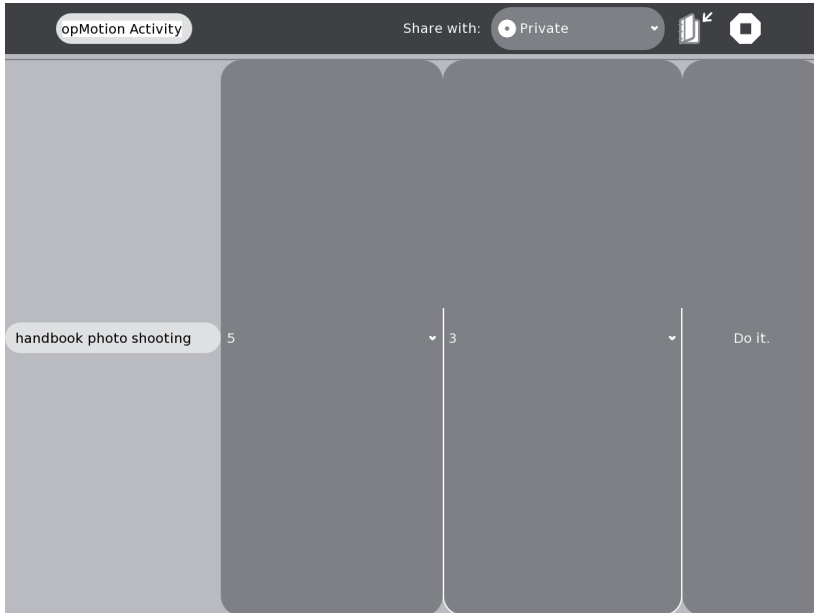 opMotion Activity
Share with:
Private
handbook photo shooting
5
3
Do it.